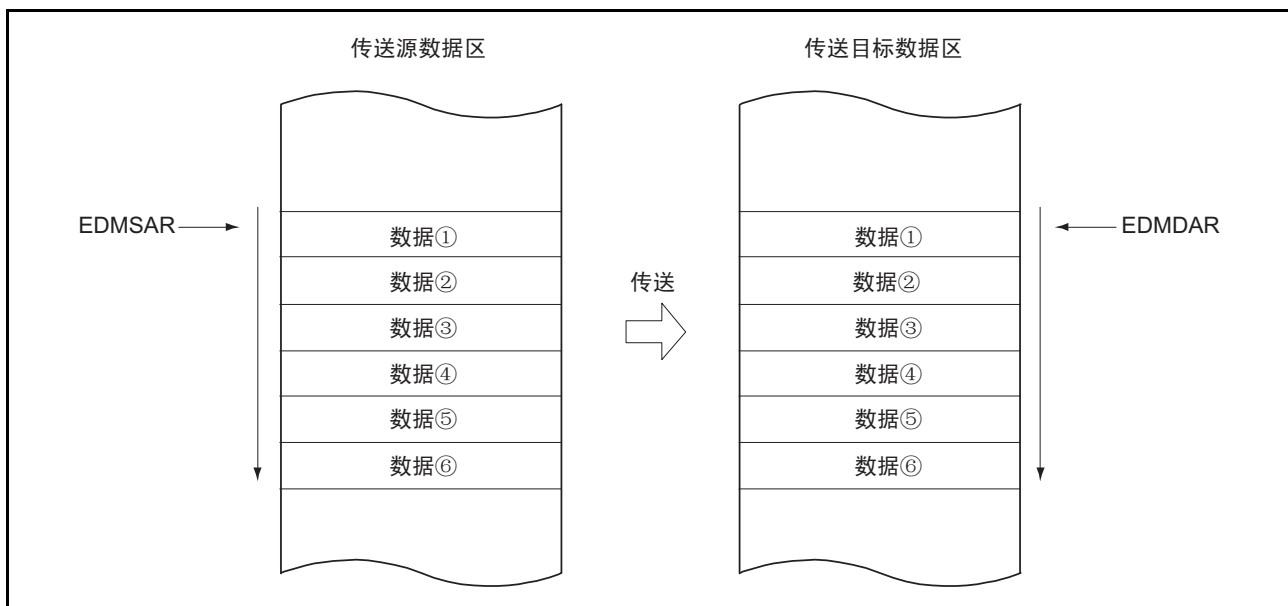 传送源数据区 传送目标数据区
EDMSAR 数据① 数据① EDMDAR
数据② 数据②
传送
数据③ 数据③
数据④ 数据④
数据⑤ 数据⑤
数据⑥ 数据⑥